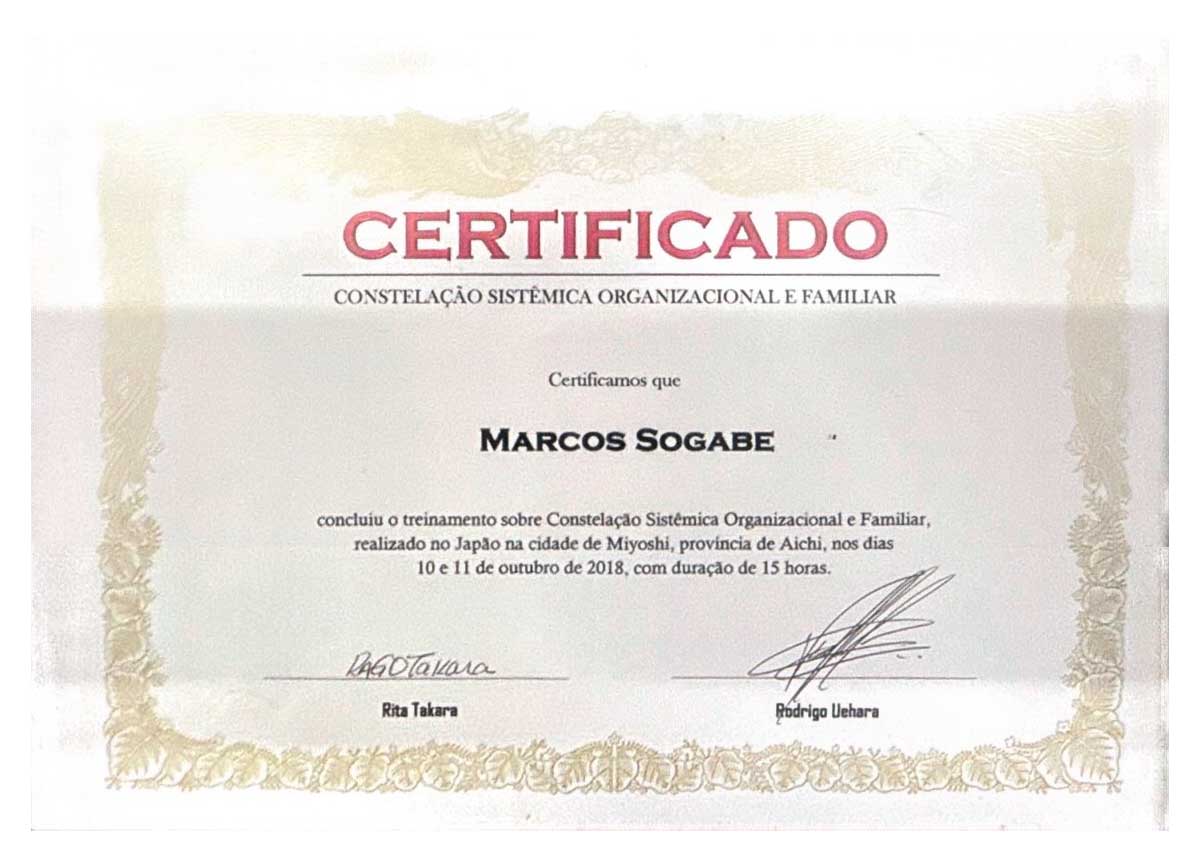 CERTIFICADO
CONSTELAÇÃO SISTÊMICA ORGANIZACIONAL E FAMILIAR
Certificamos que
MARCOS SOGABE
concluiu o treinamento sobre Constelação Sistêmica Organizacional e Familiar,
realizado no Japão na cidade de Miyoshi, província de Aichi, nos dias
10 e 11 de outubro de 2018, com duração de 15 horas.
Rita Takara
Rodrigo Uehara